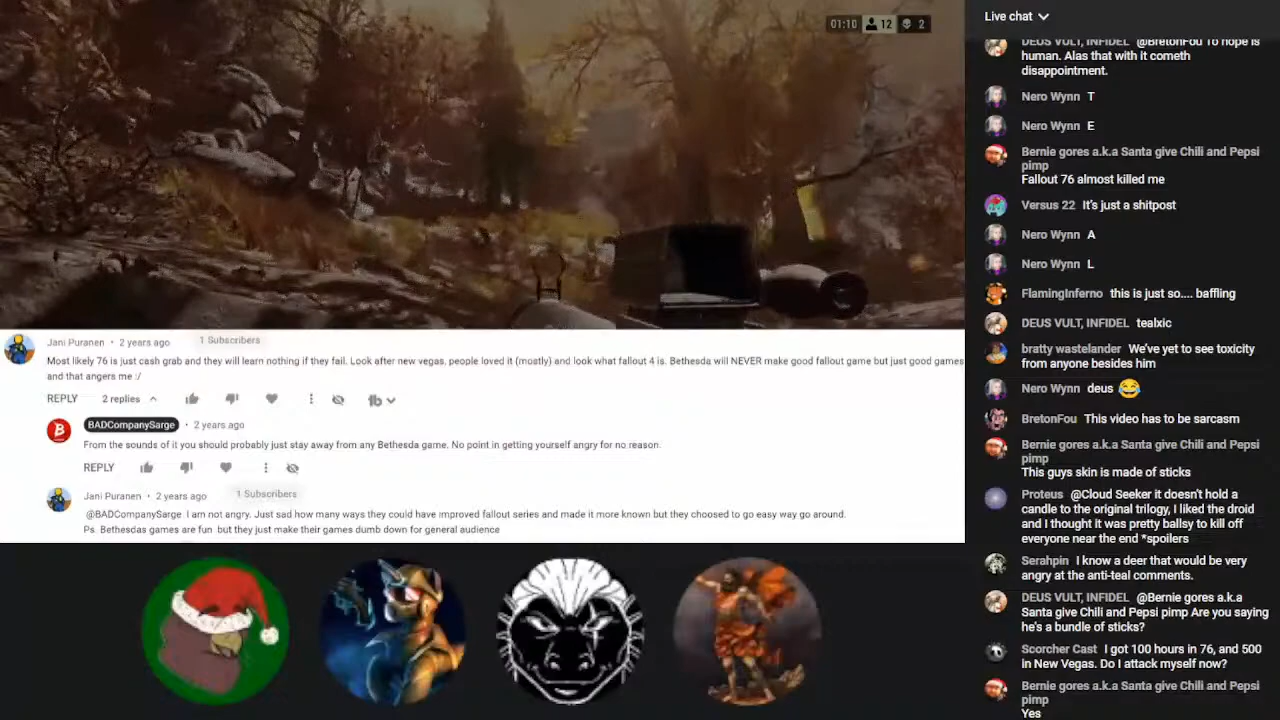 01:10 12 2
Jani Puranen • 2 years ago 1 Subscribers
Most likely 76 is just cash grab and they will learn nothing if they fail. Look after new vegas, people loved it (mostly) and look what fallout 4 is. Bethesda will NEVER make good fallout game but just good games
and that angers me :/
REPLY 2 replies
BADCompanySarge • 2 years ago
From the sounds of it you should probably just stay away from any Bethesda game. No point in getting yourself angry for no reason.
REPLY
Jani Puranen • 2 years ago 1 Subscribers
@BADCompanySarge I am not angry. Just sad how many ways they could have improved fallout series and made it more known but they choosed to go easy way go around.
Ps. Bethesdas games are fun but they just make their games dumb down for general audience
Live chat
DEUS VULT, INFIDEL @BretonFou To hope is
human. Alas that with it cometh
disappointment.
Nero Wynn T
Nero Wynn E
Bernie gores a.k.a Santa give Chili and Pepsi
pimp
Fallout 76 almost killed me
Versus 22 It's just a shitpost
Nero Wynn A
Nero Wynn L
FlamingInferno this is just so.... baffling
DEUS VULT, INFIDEL tealxic
bratty wastelander We've yet to see toxicity
from anyone besides him
Nero Wynn deus 😂
BretonFou This video has to be sarcasm
Bernie gores a.k.a Santa give Chili and Pepsi
pimp
This guys skin is made of sticks
Proteus @Cloud Seeker it doesn't hold a
candle to the original trilogy, I liked the droid
and I thought it was pretty ballsy to kill off
everyone near the end *spoilers
Serahpin I know a deer that would be very
angry at the anti-teal comments.
DEUS VULT, INFIDEL @Bernie gores a.k.a
Santa give Chili and Pepsi pimp Are you saying
he's a bundle of sticks?
Scorcher Cast I got 100 hours in 76, and 500
in New Vegas. Do I attack myself now?
Bernie gores a.k.a Santa give Chili and Pepsi
pimp
Yes